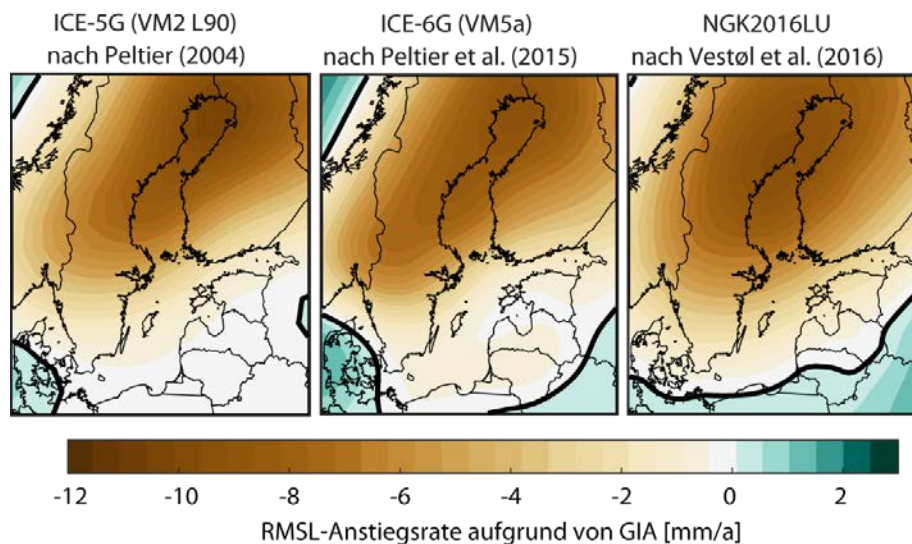 ICE-5G (VM2 L90)
nach Peltier (2004)
ICE-6G (VM5a)
nach Peltier et al. (2015)
NGK2016LU
nach Vestøl et al. (2016)
-12 -10 -8 -6 -4 -2 0 2
RMSL-Anstiegsrate aufgrund von GIA [mm/a]